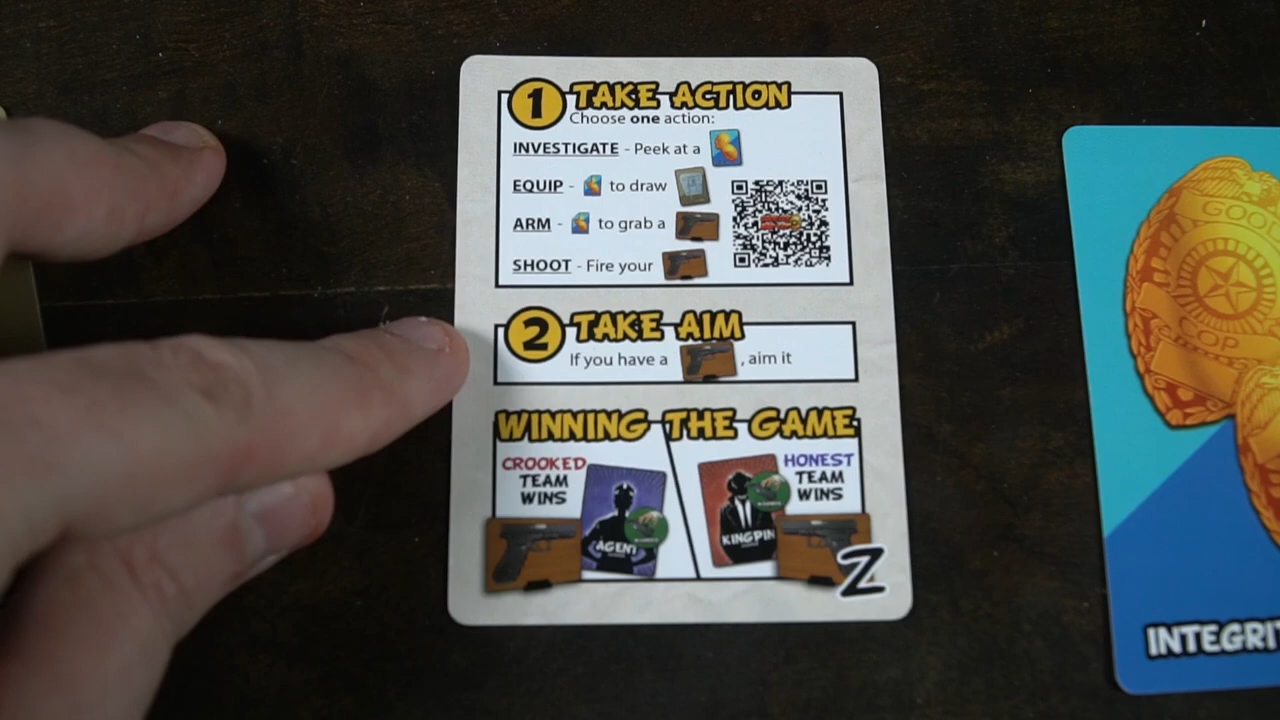 1 TAKE ACTION
Choose one action:
INVESTIGATE - Peek at a
EQUIP - to draw
ARM - to grab a
SHOOT - Fire your
2 TAKE AIM
If you have a , aim it
WINNING THE GAME
CROOKED
TEAM
WINS
AGENT
HONEST
TEAM
WINS
KINGPIN
Z
GOOD
COP
INTEGRIT